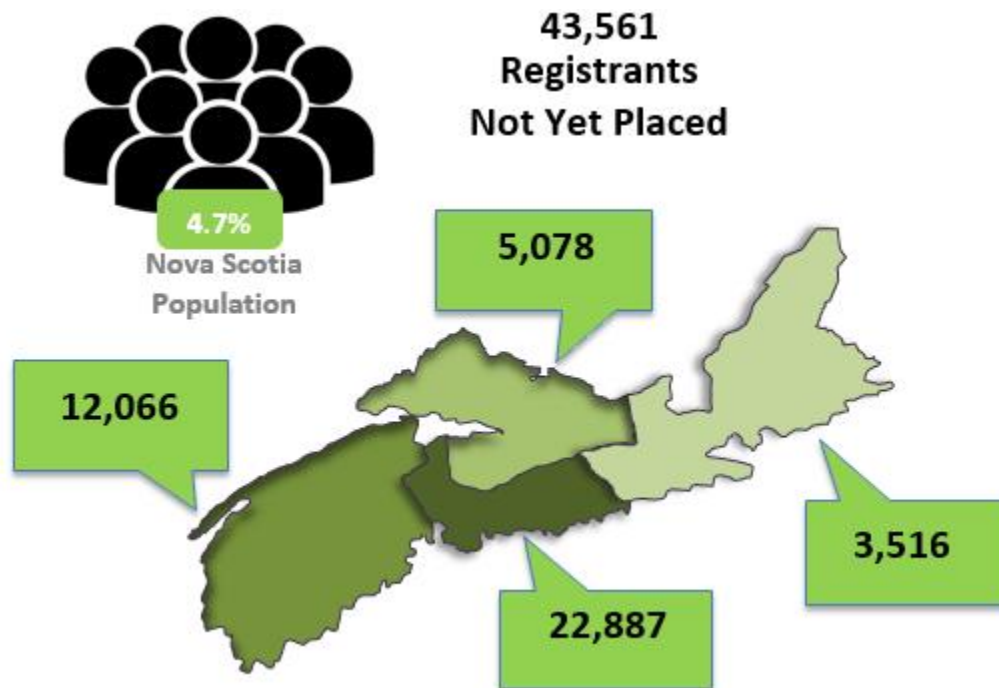 43,561
Registrants
Not Yet Placed
4.7%
Nova Scotia
Population
5,078
12,066
3,516
22,887